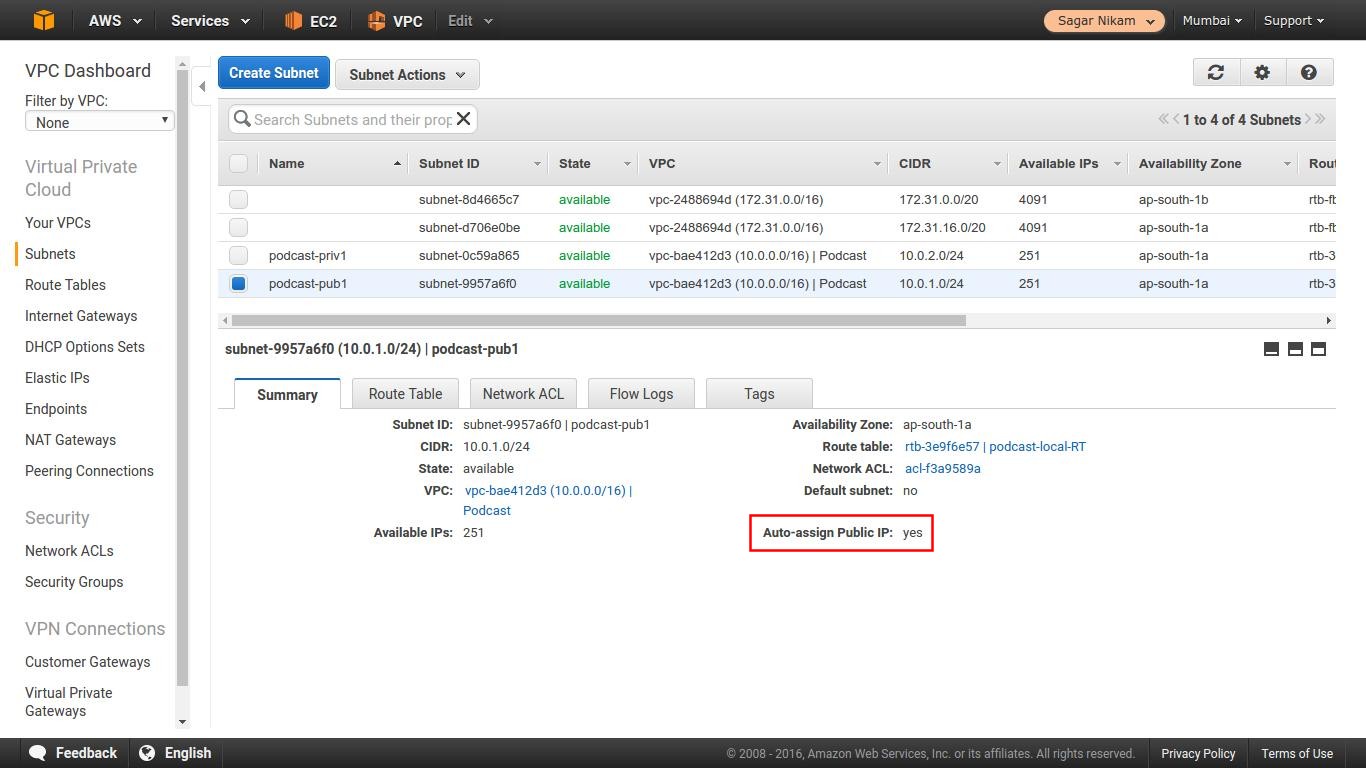 AWS Services EC2 VPC Edit Sagar Nikam Mumbai Support
VPC Dashboard
Filter by VPC:
None
Virtual Private
Cloud
Your VPCs
Subnets
Route Tables
Internet Gateways
DHCP Options Sets
Elastic IPs
Endpoints
NAT Gateways
Peering Connections
Security
Network ACLs
Security Groups
VPN Connections
Customer Gateways
Virtual Private
Gateways
Create Subnet Subnet Actions
Search Subnets and their prop 1 to 4 of 4 Subnets
Name Subnet ID State VPC CIDR Available IPs Availability Zone Rout
subnet-8d4665c7 available vpc-2488694d (172.31.0.0/16) 172.31.0.0/20 4091 ap-south-1b rtb-fb
subnet-d706e0be available vpc-2488694d (172.31.0.0/16) 172.31.16.0/20 4091 ap-south-1a rtb-fb
podcast-priv1 subnet-0c59a865 available vpc-bae412d3 (10.0.0.0/16) | Podcast 10.0.2.0/24 251 ap-south-1a rtb-3
podcast-pub1 subnet-9957a6f0 available vpc-bae412d3 (10.0.0.0/16) | Podcast 10.0.1.0/24 251 ap-south-1a rtb-3
subnet-9957a6f0 (10.0.1.0/24) | podcast-pub1
Summary Route Table Network ACL Flow Logs Tags
Subnet ID: subnet-9957a6f0 | podcast-pub1
CIDR: 10.0.1.0/24
State: available
VPC: vpc-bae412d3 (10.0.0.0/16) |
Podcast
Available IPs: 251
Availability Zone: ap-south-1a
Route table: rtb-3e9f6e57 | podcast-local-RT
Network ACL: acl-f3a9589a
Default subnet: no
Auto-assign Public IP: yes
Feedback English © 2008 - 2016, Amazon Web Services, Inc. or its affiliates. All rights reserved. Privacy Policy Terms of Use